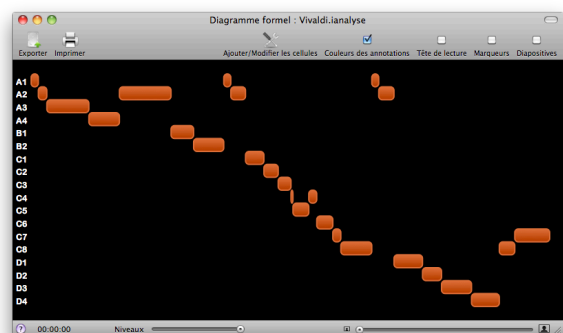 Diagramme formel : Vivaldi.ianalyse
Exporter Imprimer Ajouter/Modifier les cellules Couleurs des annotations Tête de lecture Marqueurs Diapositives
A1
A2
A3
A4
B1
B2
C1
C2
C3
C4
C5
C6
C7
C8
D1
D2
D3
D4
? 00:00:00 Niveaux